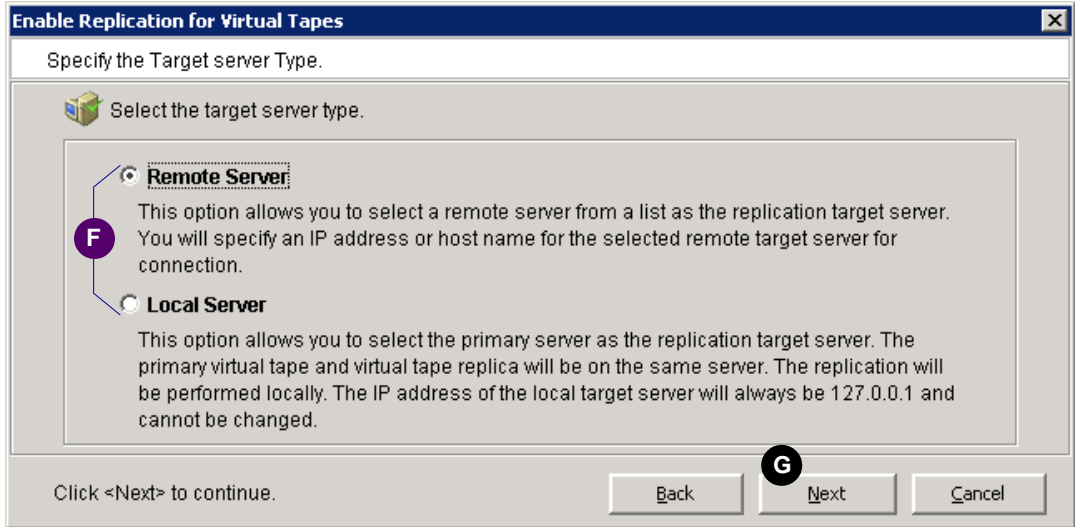 Enable Replication for Virtual Tapes
Specify the Target server Type.
Select the target server type.
Remote Server
This option allows you to select a remote server from a list as the replication target server.
You will specify an IP address or host name for the selected remote target server for
connection.
F
Local Server
This option allows you to select the primary server as the replication target server. The
primary virtual tape and virtual tape replica will be on the same server. The replication will
be performed locally. The IP address of the local target server will always be 127.0.0.1 and
cannot be changed.
G
Click <Next> to continue.
Back
Next
Cancel